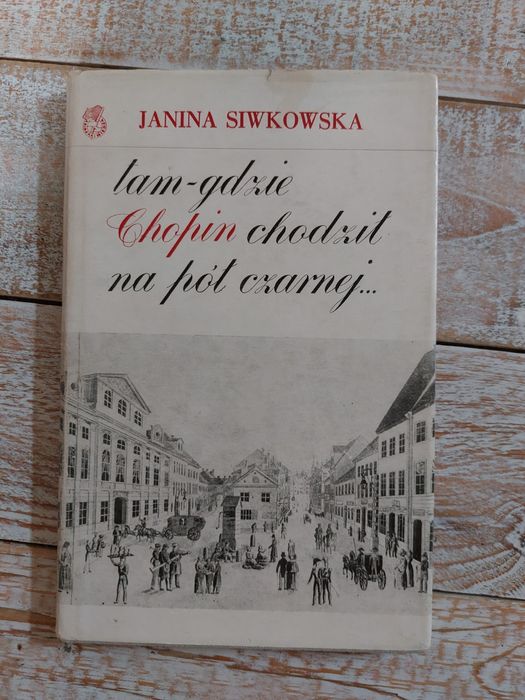 JANINA SIWKOWSKA
tam-gdzie
Chopin chodził
na pół czarnej...